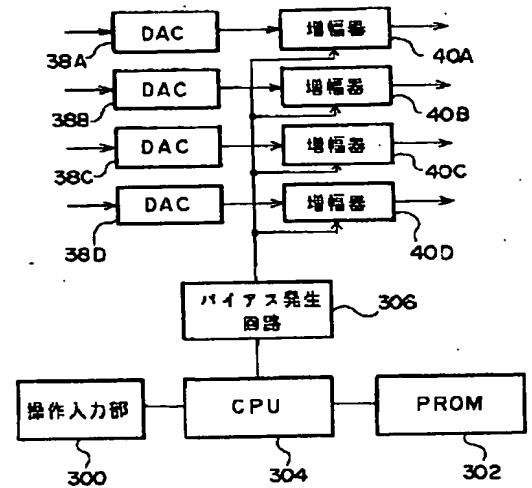 DAC 増幅器
38A 40A
DAC 増幅器
38B 40B
DAC 増幅器
38C 40C
DAC 増幅器
38D 40D
バイアス発生
回路
306
操作入力部 CPU PROM
300 304 302